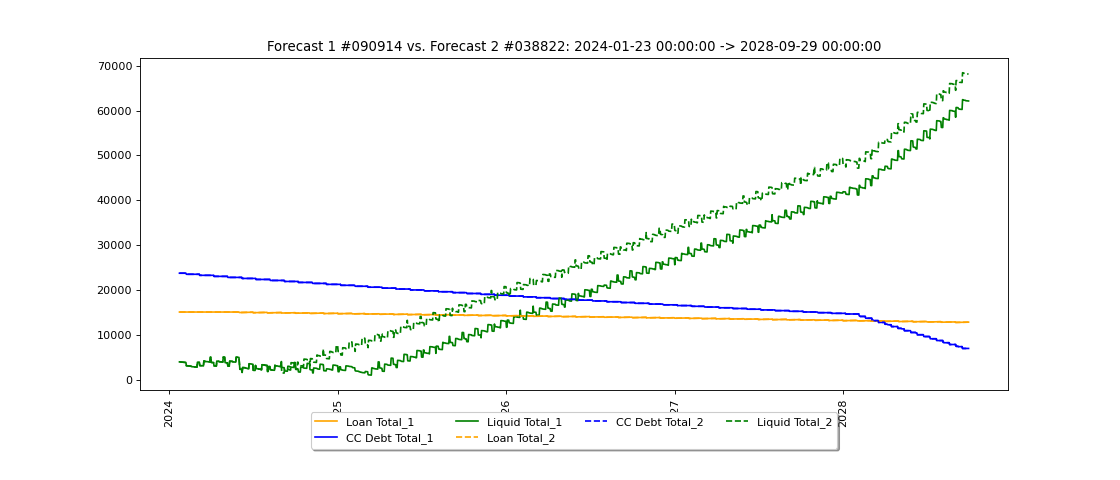 Forecast 1 #090914 vs. Forecast 2 #038822: 2024-01-23 00:00:00 -> 2028-09-29 00:00:00
70000
60000
50000
40000
30000
20000
10000
0
2024
25
26
27
2028
Loan Total_1
Liquid Total_1
CC Debt Total_2
Liquid Total_2
CC Debt Total_1
Loan Total_2